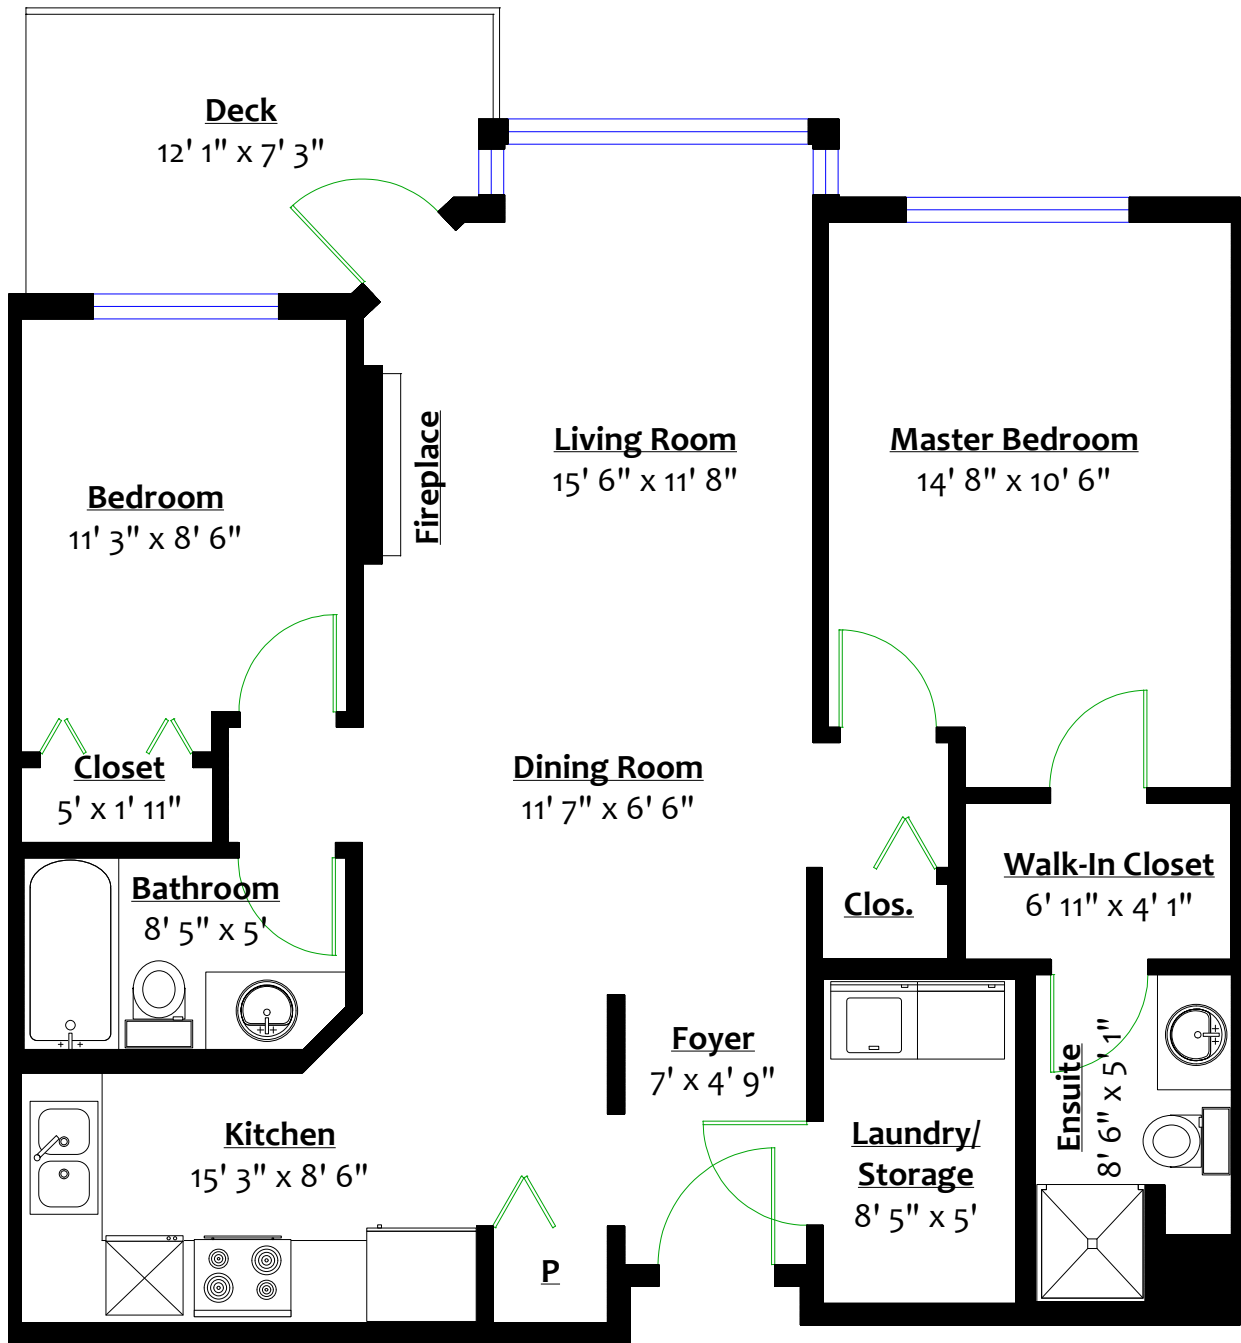 Deck
12' 1" x 7' 3"
Living Room
15' 6" x 11' 8"
Master Bedroom
14' 8" x 10' 6"
Fireplace
Bedroom
11' 3" x 8' 6"
Closet
5' x 1' 11"
Dining Room
11' 7" x 6' 6"
Bathroom
8' 5" x 5'
Clos.
Walk-In Closet
6' 11" x 4' 1"
Foyer
7' x 4' 9"
Ensuite
8' 6" x 5' 1"
Kitchen
15' 3" x 8' 6"
Laundry/
Storage
8' 5" x 5'
P